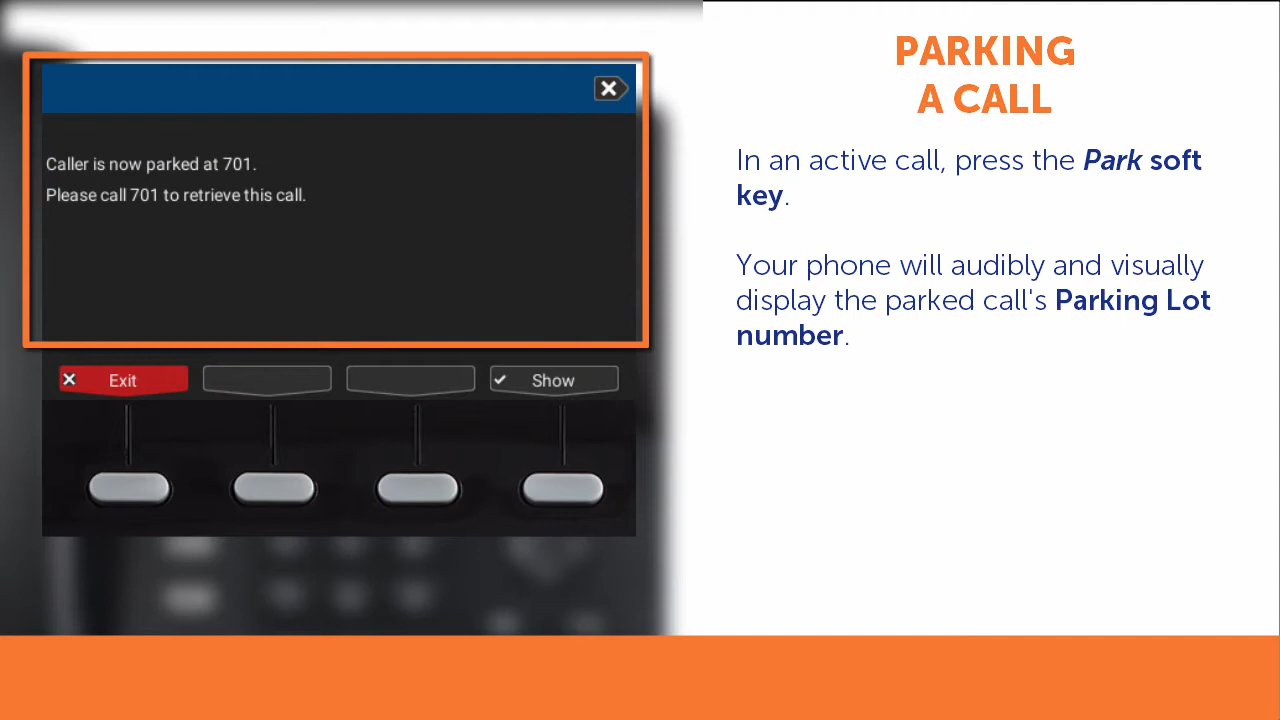 PARKING
A CALL
Caller is now parked at 701.
Please call 701 to retrieve this call.
Exit
Show
In an active call, press the Park soft
key.
Your phone will audibly and visually
display the parked call's Parking Lot
number.